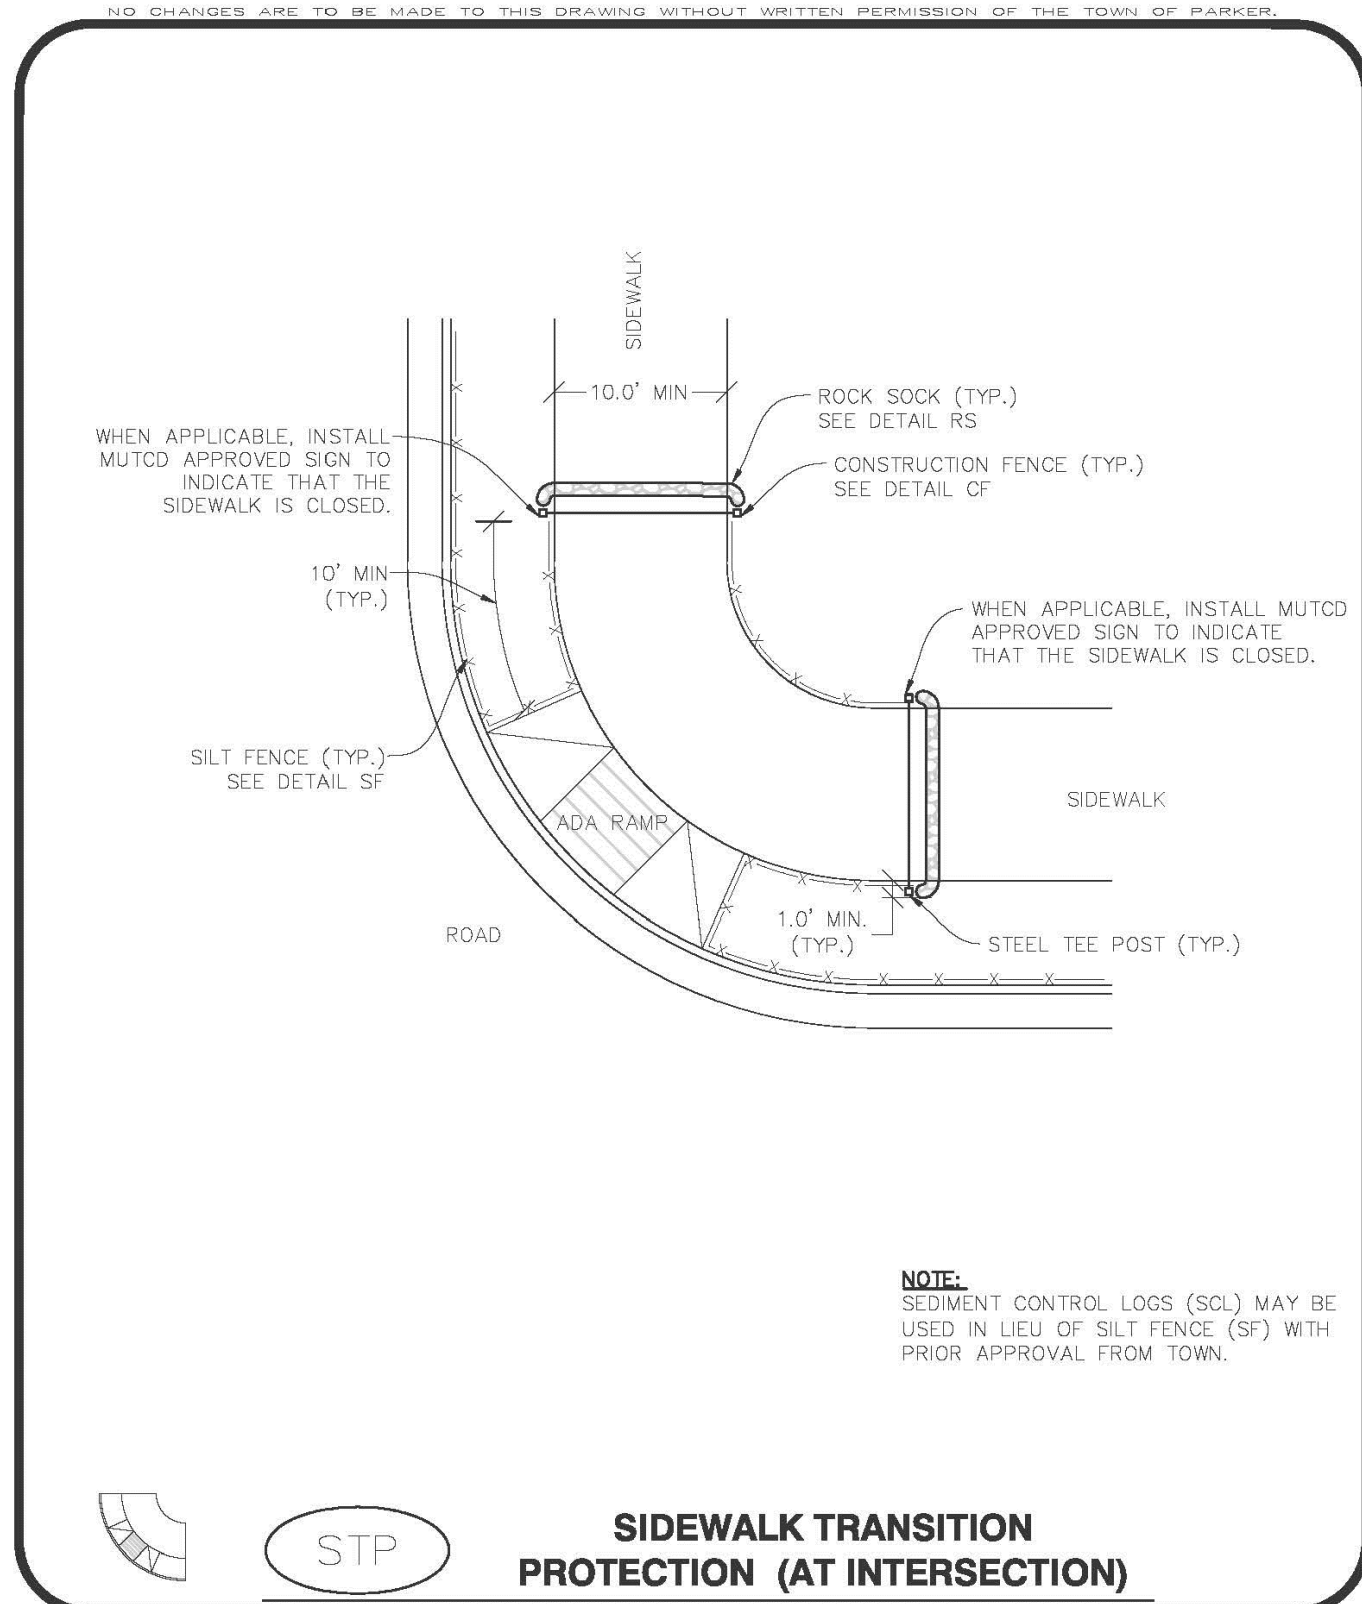 NO CHANGES ARE TO BE MADE TO THIS DRAWING WITHOUT WRITTEN PERMISSION OF THE TOWN OF PARKER.
SIDEWALK
10.0' MIN
ROCK SOCK (TYP.)
SEE DETAIL RS
WHEN APPLICABLE, INSTALL
MUTCD APPROVED SIGN TO
INDICATE THAT THE
SIDEWALK IS CLOSED.
CONSTRUCTION FENCE (TYP.)
SEE DETAIL CF
10' MIN
(TYP.)
WHEN APPLICABLE, INSTALL MUTCD
APPROVED SIGN TO INDICATE
THAT THE SIDEWALK IS CLOSED.
SILT FENCE (TYP.)
SEE DETAIL SF
SIDEWALK
ADA RAMP
ROAD
1.0' MIN.
(TYP.)
STEEL TEE POST (TYP.)
NOTE:
SEDIMENT CONTROL LOGS (SCL) MAY BE
USED IN LIEU OF SILT FENCE (SF) WITH
PRIOR APPROVAL FROM TOWN.
STP
SIDEWALK TRANSITION
PROTECTION (AT INTERSECTION)